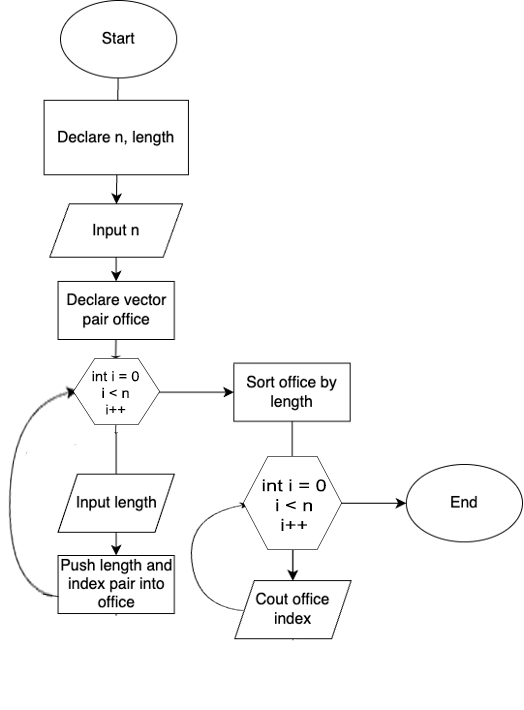 Start
Declare n, length
Input n
Declare vector
pair office
int i = 0
i < n
i++
Input length
Push length and
index pair into
office
Sort office by
length
int i = 0
i < n
i++
Cout office
index
End